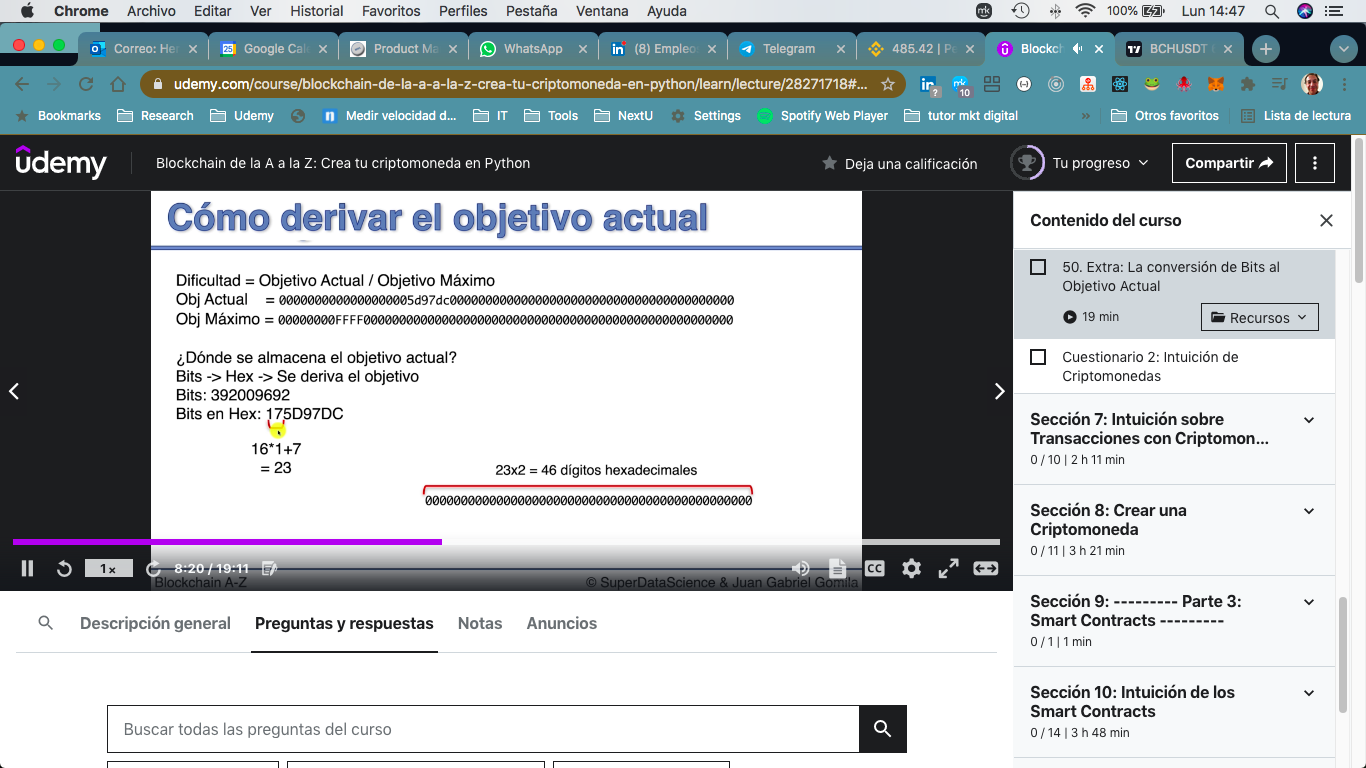 Chrome Archivo Editar Ver Historial Favoritos Perfiles Pestaña Ventana Ayuda 100% Lun 14:47
Correo: Her Google Cale Product Ma WhatsApp (8) Empleo Telegram 485.42 | Pe Blockch BCHUSDT
udemy.com/course/blockchain-de-la-a-a-la-z-crea-tu-criptomoneda-en-python/learn/lecture/28271718#... ? 10
Bookmarks Research Udemy Medir velocidad d... IT Tools NextU Settings Spotify Web Player tutor mkt digital » Otros favoritos Lista de lectura
ûdemy Blockchain de la A a la Z: Crea tu criptomoneda en Python Deja una calificación Tu progreso Compartir
Cómo derivar el objetivo actual
Dificultad = Objetivo Actual / Objetivo Máximo
Obj Actual = 0000000000000000005d97dc0000000000000000000000000000000000000000
Obj Máximo = 00000000FFFF0000000000000000000000000000000000000000000000000000
¿Dónde se almacena el objetivo actual?
Bits -> Hex -> Se deriva el objetivo
Bits: 392009692
Bits en Hex: 175D97DC
16*1+7
= 23
23x2 = 46 dígitos hexadecimales
0000000000000000000000000000000000000000000000
1x 8:20 / 19:11 CC
Blockchain A-Z © SuperDataScience & Juan Gabriel Gomila
Contenido del curso
50. Extra: La conversión de Bits al
Objetivo Actual
19 min Recursos
Cuestionario 2: Intuición de
Criptomonedas
Sección 7: Intuición sobre
Transacciones con Criptomon...
0 / 10 | 2 h 11 min
Sección 8: Crear una
Criptomoneda
0 / 11 | 3 h 21 min
Sección 9: --------- Parte 3:
Smart Contracts ---------
0 / 1 | 1 min
Sección 10: Intuición de los
Smart Contracts
0 / 14 | 3 h 48 min
Descripción general Preguntas y respuestas Notas Anuncios
Buscar todas las preguntas del curso